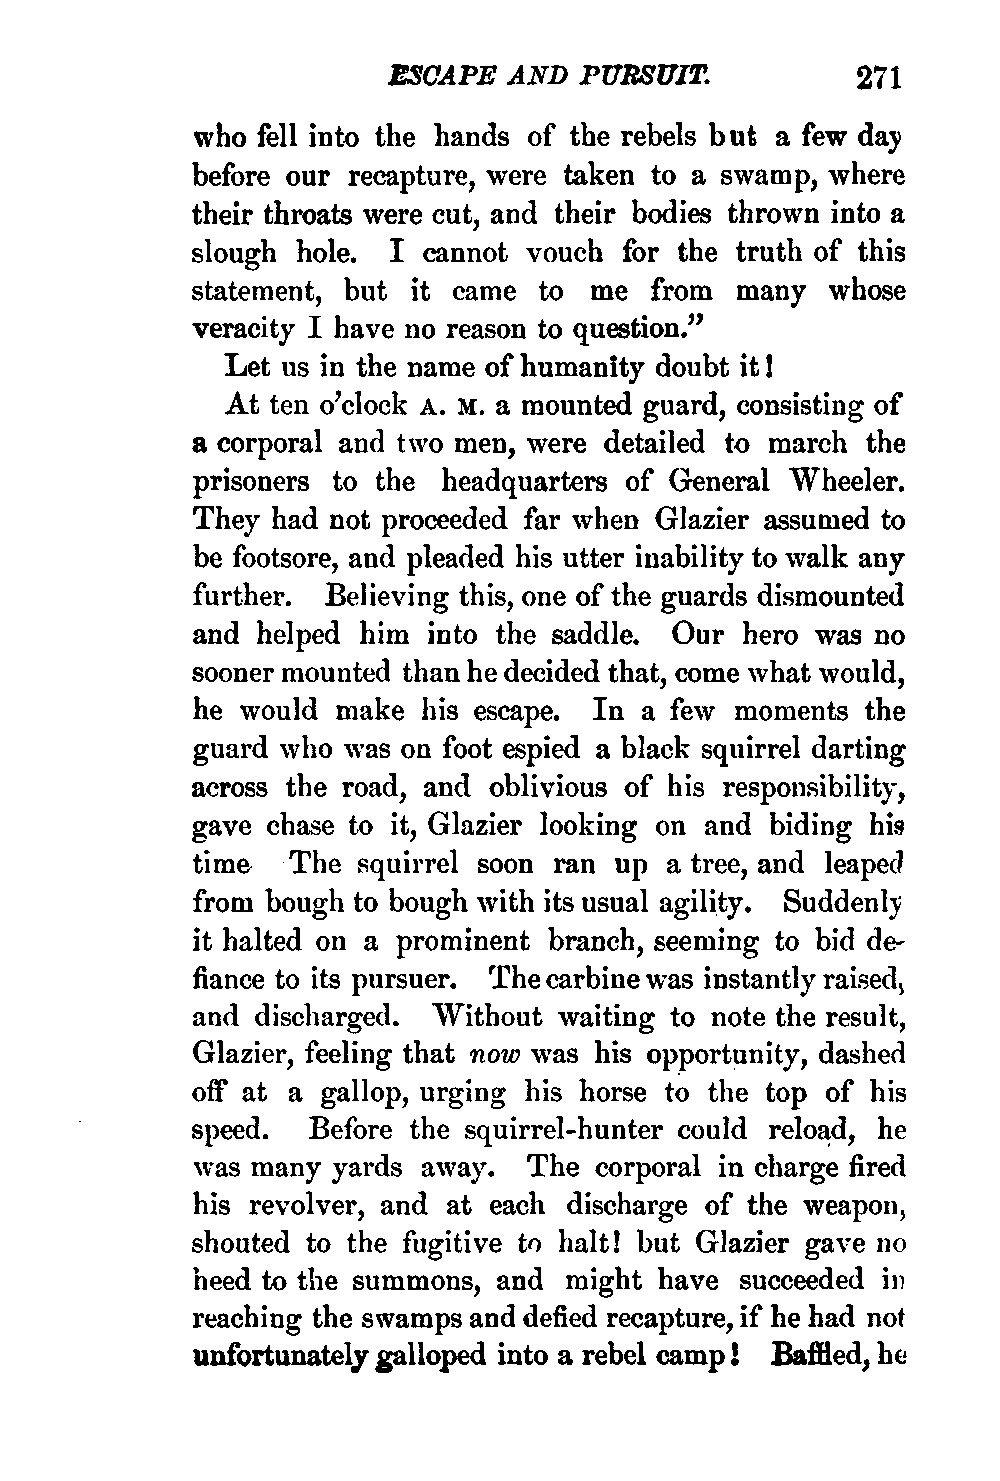 ESCAPE AND PURSUIT. 271
who fell into the hands of the rebels but a few day
before our recapture, were taken to a swamp, where
their throats were cut, and their bodies thrown into a
slough hole. I cannot vouch for the truth of this
statement, but it came to me from many whose
veracity I have no reason to question.”
Let us in the name of humanity doubt it!
At ten o’clock A. M. a mounted guard, consisting of
a corporal and two men, were detailed to march the
prisoners to the headquarters of General Wheeler.
They had not proceeded far when Glazier assumed to
be footsore, and pleaded his utter inability to walk any
further. Believing this, one of the guards dismounted
and helped him into the saddle. Our hero was no
sooner mounted than he decided that, come what would,
he would make his escape. In a few moments the
guard who was on foot espied a black squirrel darting
across the road, and oblivious of his responsibility,
gave chase to it, Glazier looking on and biding his
time The squirrel soon ran up a tree, and leaped
from bough to bough with its usual agility. Suddenly
it halted on a prominent branch, seeming to bid de-
fiance to its pursuer. The carbine was instantly raised,
and discharged. Without waiting to note the result,
Glazier, feeling that now was his opportunity, dashed
off at a gallop, urging his horse to the top of his
speed. Before the squirrel-hunter could reload, he
was many yards away. The corporal in charge fired
his revolver, and at each discharge of the weapon,
shouted to the fugitive to halt! but Glazier gave no
heed to the summons, and might have succeeded in
reaching the swamps and defied recapture, if he had not
unfortunately galloped into a rebel camp! Baffled, he